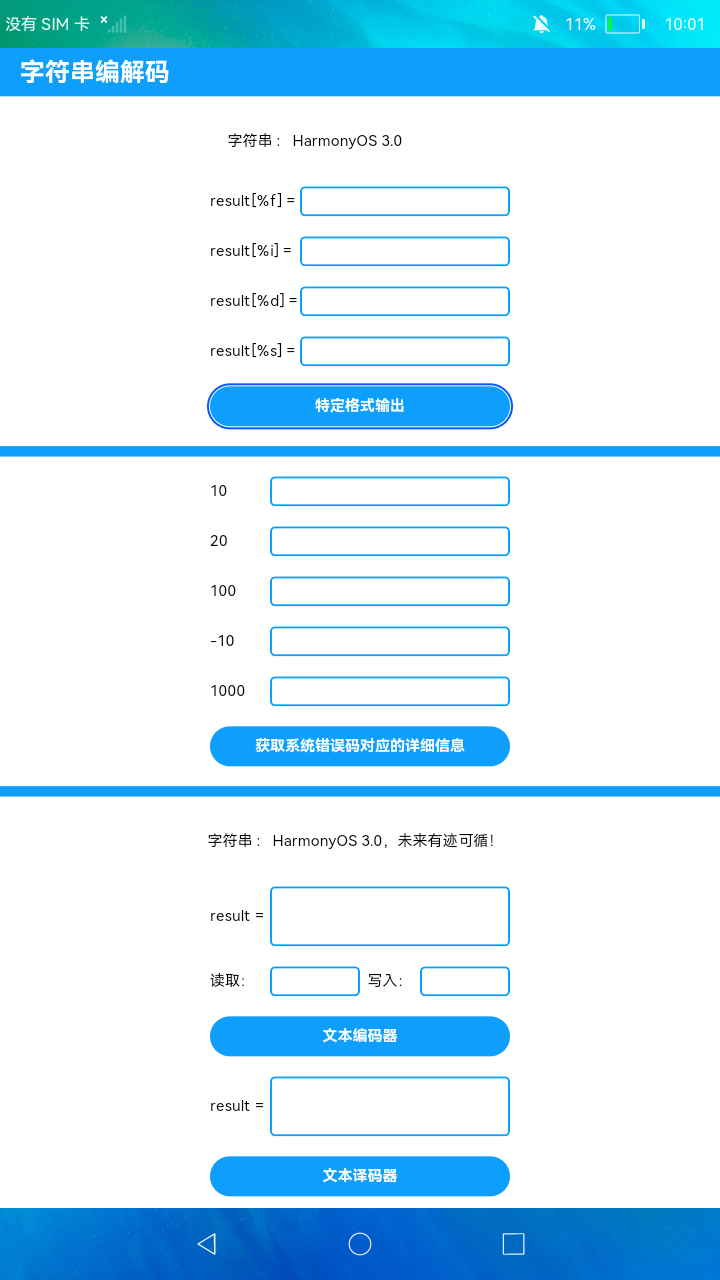 没有 SIM 卡 11% 10:01
字符串编解码
字符串： HarmonyOS 3.0
result[%f] =
result[%i] =
result[%d] =
result[%s] =
特定格式输出
10
20
100
-10
1000
获取系统错误码对应的详细信息
字符串： HarmonyOS 3.0，未来有迹可循！
result =
读取： 写入：
文本编码器
result =
文本译码器